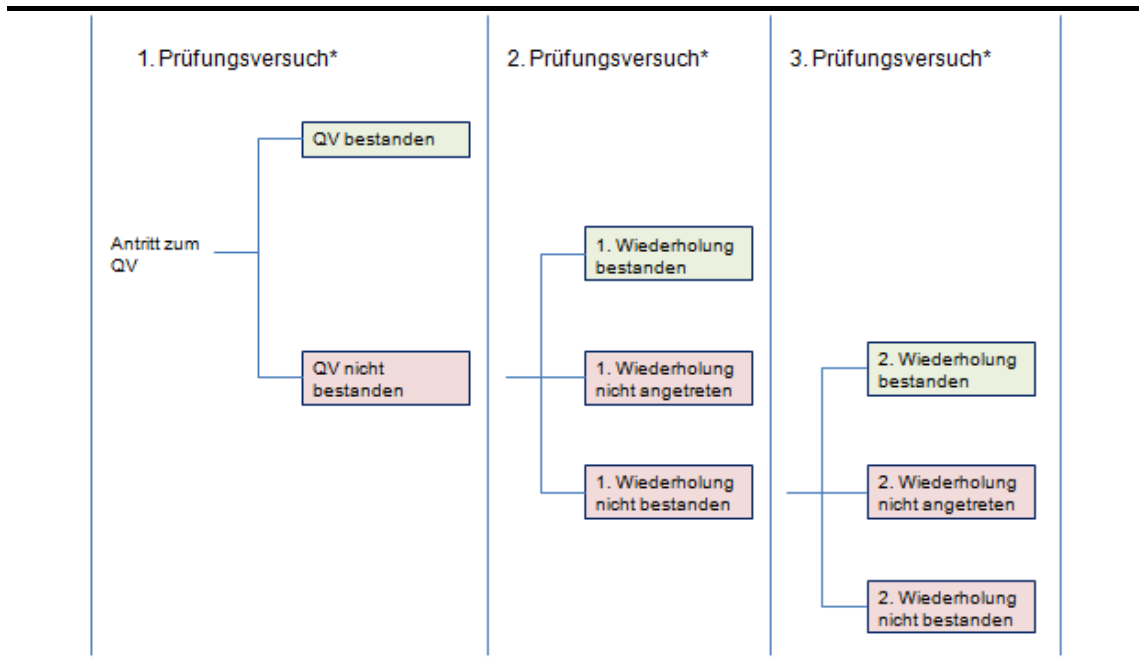 1. Prüfungsversuch*
2. Prüfungsversuch*
3. Prüfungsversuch*
QV bestanden
Antritt zum
QV
QV nicht
bestanden
1. Wiederholung
bestanden
1. Wiederholung
nicht angetreten
1. Wiederholung
nicht bestanden
2. Wiederholung
bestanden
2. Wiederholung
nicht angetreten
2. Wiederholung
nicht bestanden